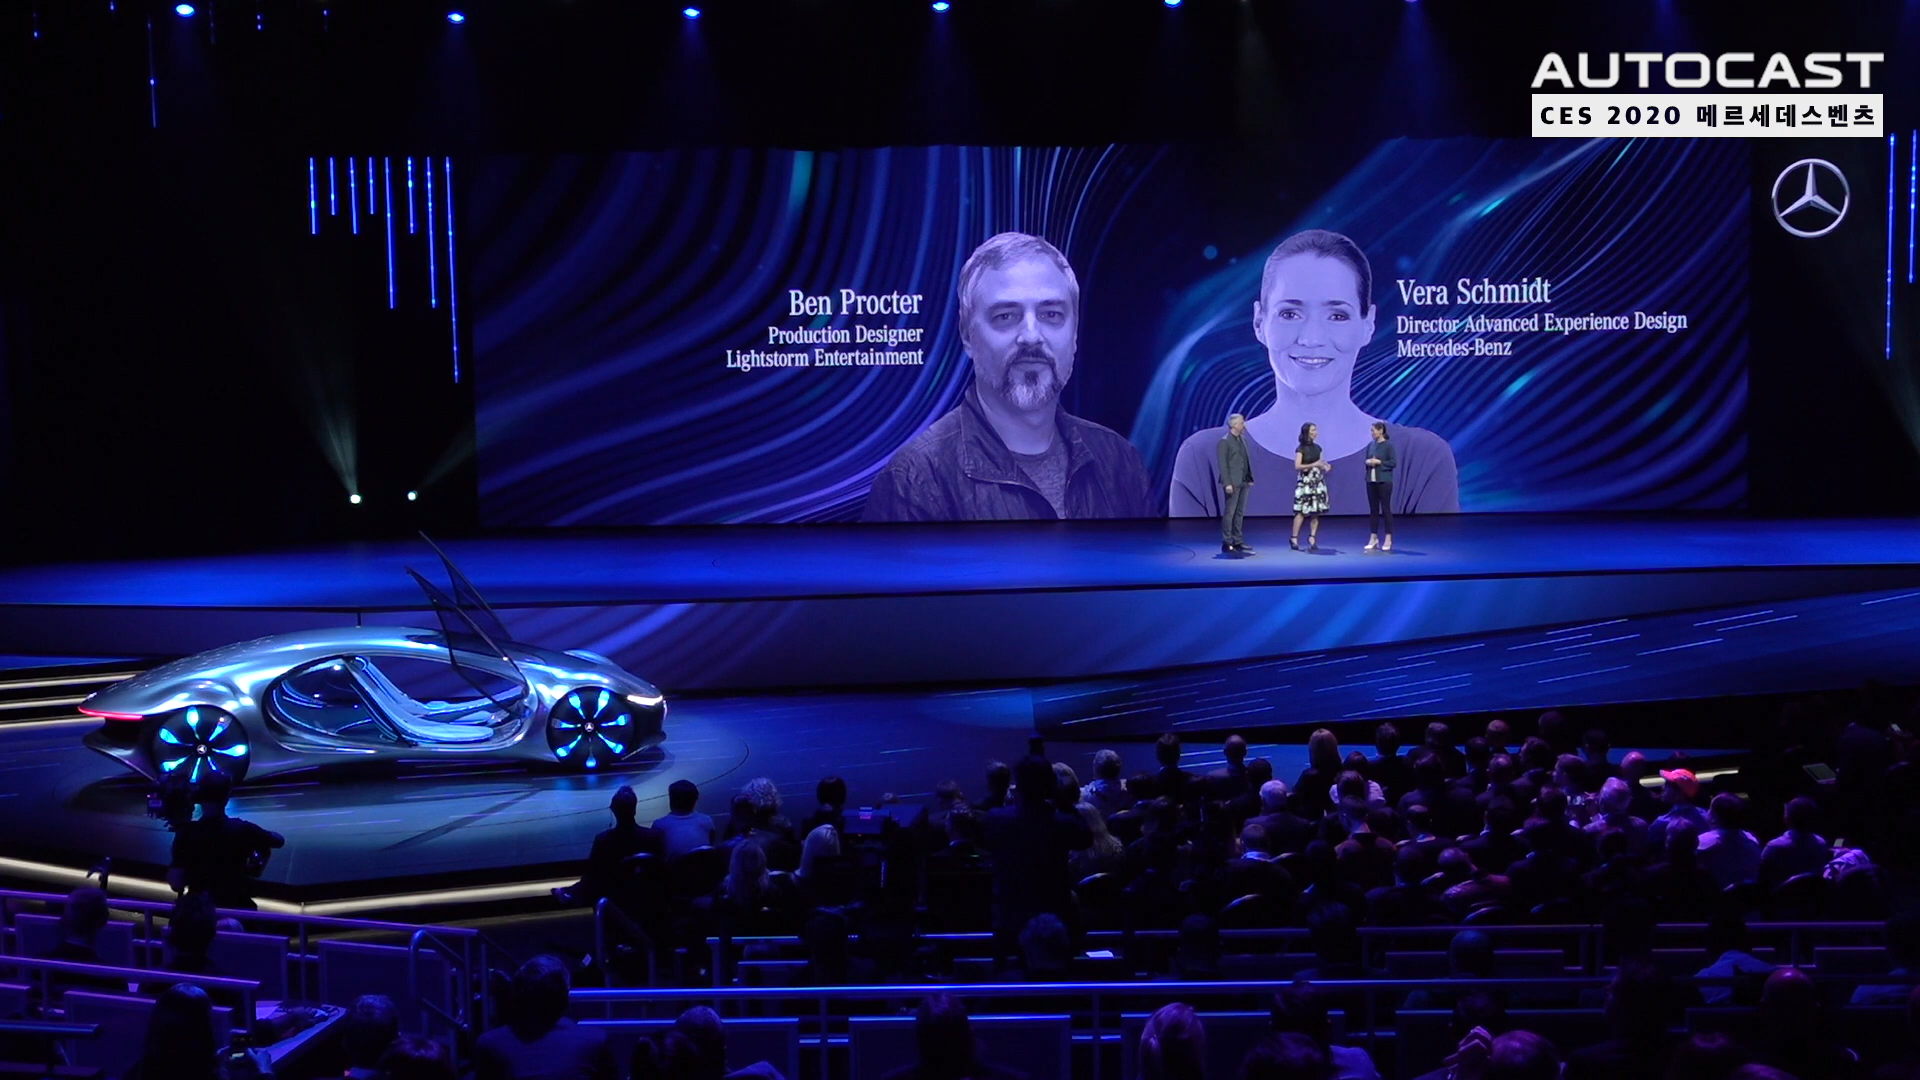 AUTOCAST
CES 2020 메르세데스벤츠
Ben Procter
Production Designer
Lightstorm Entertainment
Vera Schmidt
Director Advanced Experience Design
Mercedes-Benz